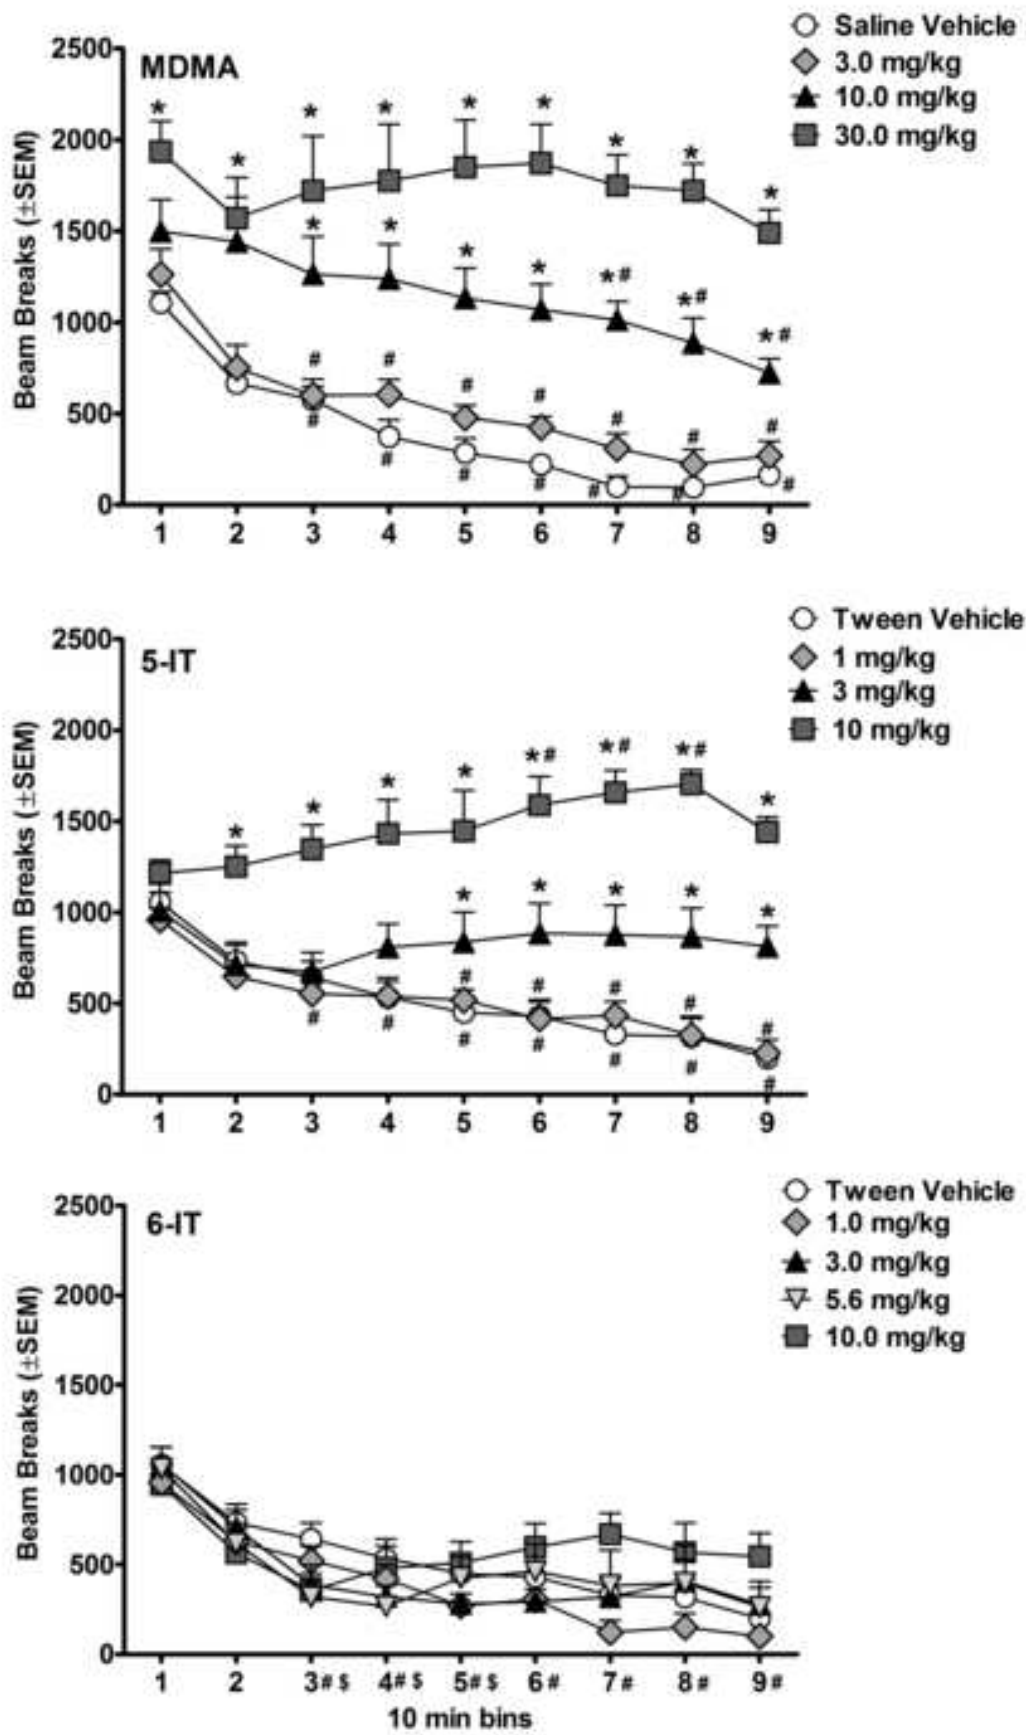 MDMA
Saline Vehicle
3.0 mg/kg
10.0 mg/kg
30.0 mg/kg
Beam Breaks (±SEM)
2500
2000
1500
1000
500
0
* * * * * * * * *
* * * * *# *# *#
# # # # # # #
# # # # # # #
1 2 3 4 5 6 7 8 9
5-IT
Tween Vehicle
1 mg/kg
3 mg/kg
10 mg/kg
Beam Breaks (±SEM)
2500
2000
1500
1000
500
0
* * * * *# *# *# *
* * * * *
# # # # #
# # # # # # #
1 2 3 4 5 6 7 8 9
6-IT
Tween Vehicle
1.0 mg/kg
3.0 mg/kg
5.6 mg/kg
10.0 mg/kg
Beam Breaks (±SEM)
2500
2000
1500
1000
500
0
1 2 3# $ 4# $ 5# $ 6# 7# 8# 9#
10 min bins